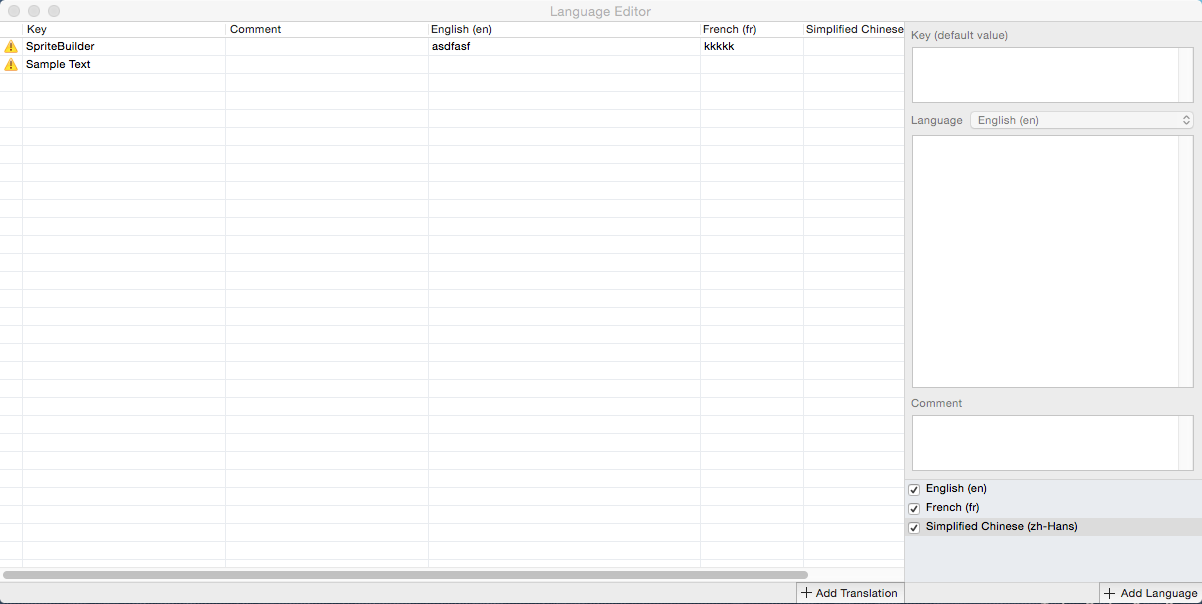 Language Editor
Key Comment English (en) French (fr) Simplified Chinese
SpriteBuilder asdfasf kkkkk
Sample Text
Key (default value)
Language English (en)
Comment
English (en)
French (fr)
Simplified Chinese (zh-Hans)
+ Add Translation
+ Add Language